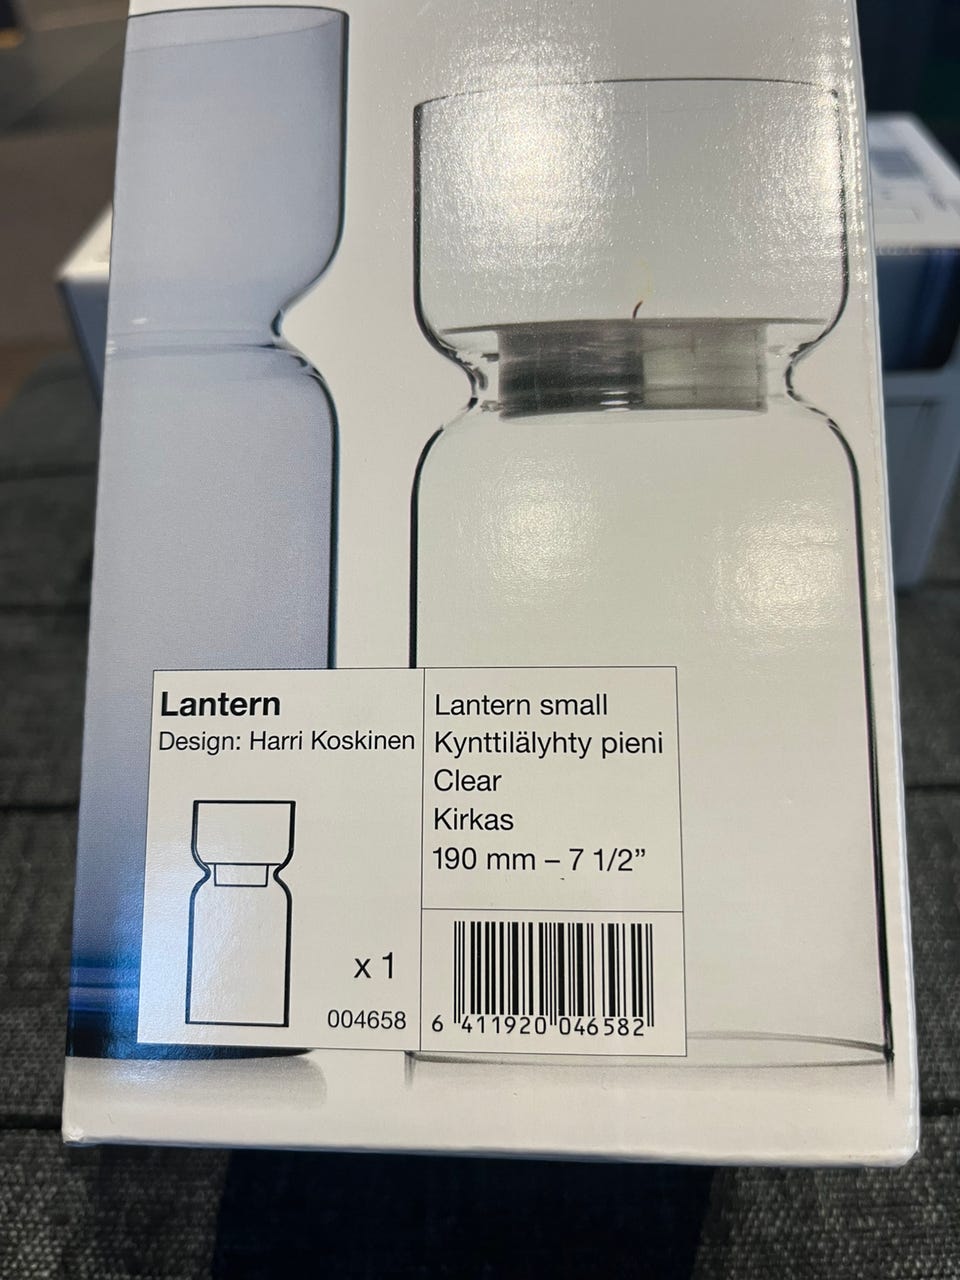 Lantern
Design: Harri Koskinen
x 1
004658
Lantern small
Kynttilälyhty pieni
Clear
Kirkas
190 mm – 7 1/2”
6 411920 046582